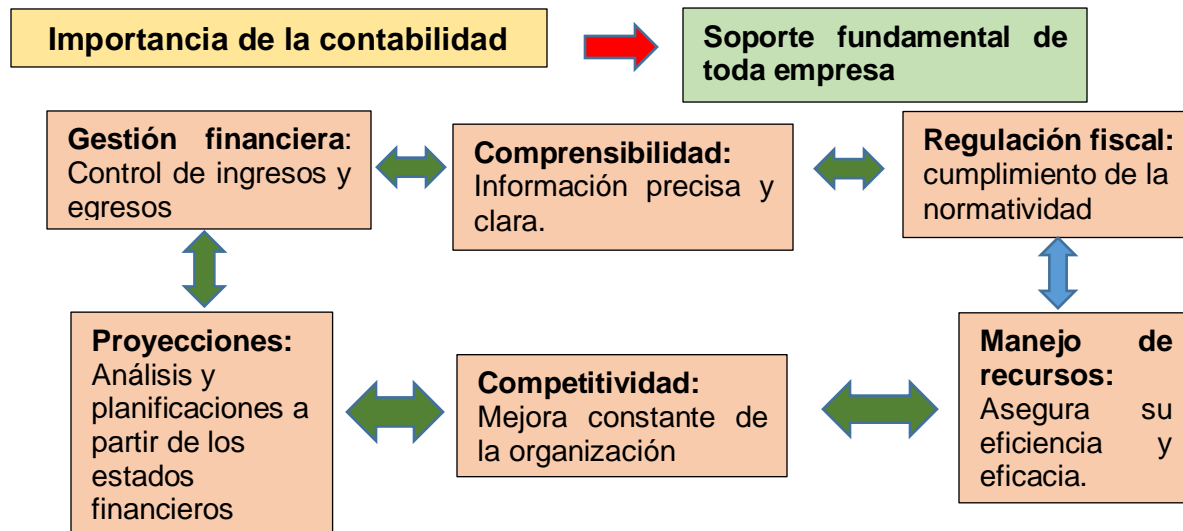 Importancia de la contabilidad
Soporte fundamental de
toda empresa
Gestión financiera:
Control de ingresos y
egresos
Comprensibilidad:
Información precisa y
clara.
Regulación fiscal:
cumplimiento de la
normatividad
Proyecciones:
Análisis y
planificaciones a
partir de los
estados
financieros
Competitividad:
Mejora constante de
la organización
Manejo de
recursos:
Asegura su
eficiencia y
eficacia.